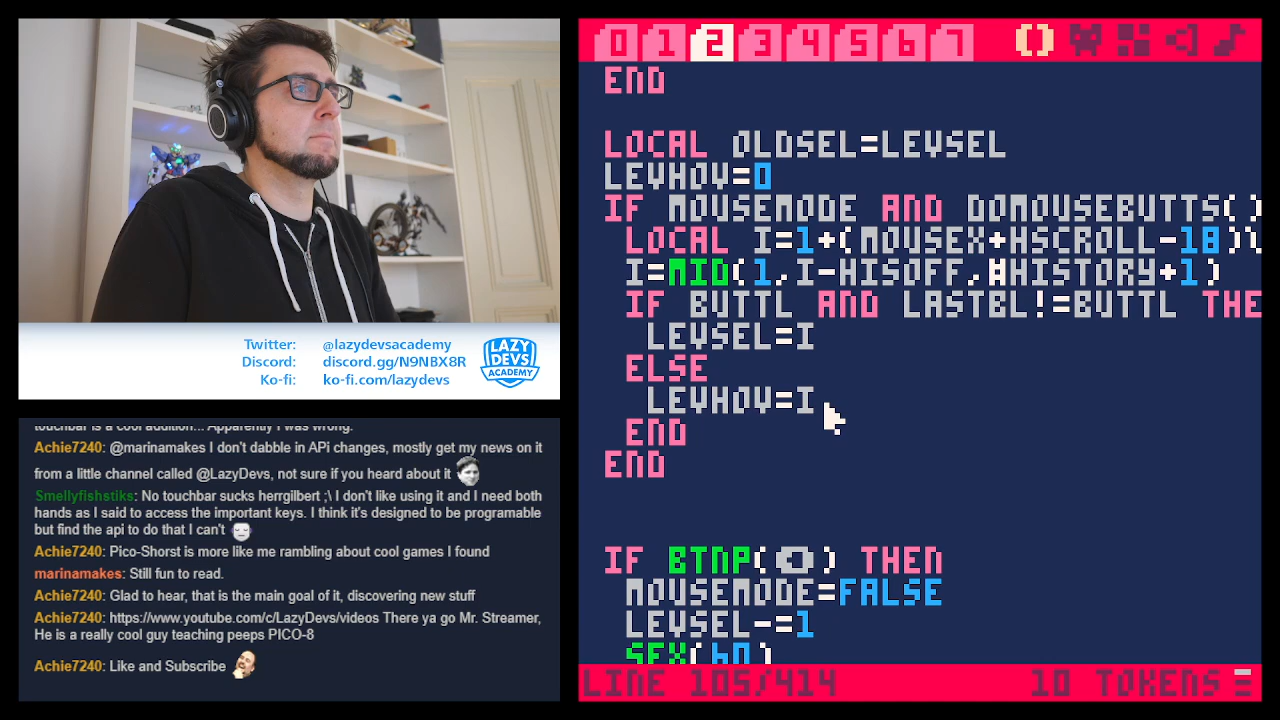 Twitter: @lazydevsacademy
Discord: discord.gg/N9NBX8R
Ko-fi: ko-fi.com/lazydevs
LAZY
DEVS
ACADEMY
touchbar is a cool addition... Apparently I was wrong.
Achie7240: @marinamakes I don't dabble in APi changes, mostly get my news on it
from a little channel called @LazyDevs, not sure if you heard about it
Smellyfishstiks: No touchbar sucks herrgilbert ;\ I don't like using it and I need both
hands as I said to access the important keys. I think it's designed to be programable
but find the api to do that I can't
Achie7240: Pico-Shorst is more like me rambling about cool games I found
marinamakes: Still fun to read.
Achie7240: Glad to hear, that is the main goal of it, discovering new stuff
Achie7240: https://www.youtube.com/c/LazyDevs/videos There ya go Mr. Streamer,
He is a really cool guy teaching peeps PICO-8
Achie7240: Like and Subscribe
0 1 2 3 4 5 6 7 ()
END
LOCAL OLDSEL=LEVSEL
LEVHOV=0
IF MOUSEMODE AND DOMOUSEBUTTS()
LOCAL I=1+(MOUSEX+HSCROLL-18)\
I=MID(1,I-HISOFF,#HISTORY+1)
IF BUTTL AND LASTBL!=BUTTL THE
LEVSEL=I
ELSE
LEVHOV=I
END
END
IF BTNP(⬅️) THEN
MOUSEMODE=FALSE
LEVSEL-=1
SFX(60)
LINE 105/414 10 TOKENS